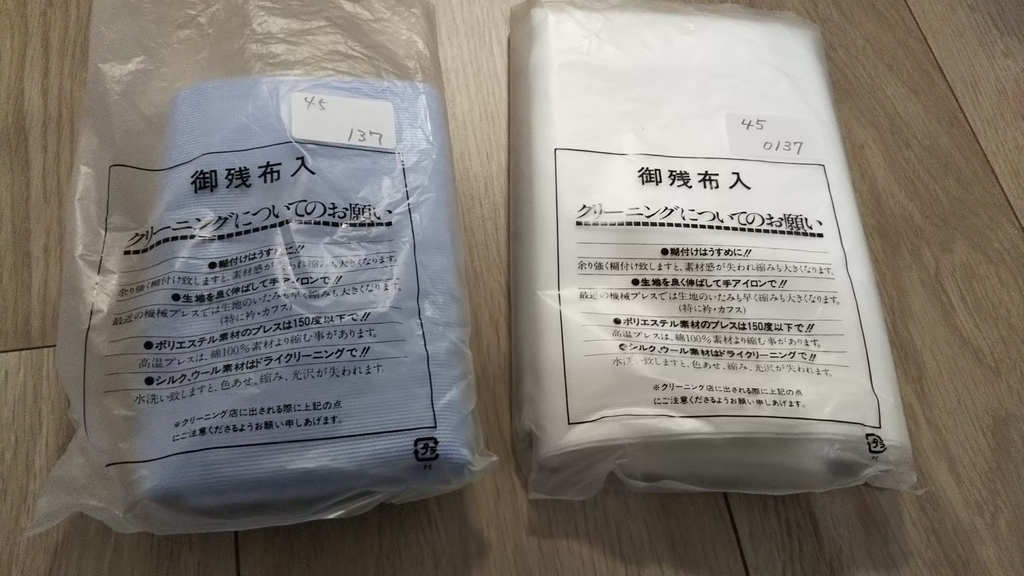 45
137
御残布入
クリーニングについてのお願い
●糊付けはうすめに!!
余り強く糊付け致しますと、素材感が失われ縮みも大きくなります。
●生地を良く伸ばして手アイロンで!!
最近の機械プレスでは生地のいたみも早く縮みも大きくなります。
(特に衿・カフス)
●ポリエステル素材のプレスは150度以下で!!
高温プレスは、綿100%素材より縮む事があります。
●シルク、ウール素材はドライクリーニングで!!
水洗い致しますと、色あせ、縮み、光沢が失われます。
※クリーニング店に出される際に上記の点
にご注意くださるようお願い申しあげます。
プラ
45
0137
御残布入
クリーニングについてのお願い
●糊付けはうすめに!!
余り強く糊付け致しますと、素材感が失われ縮みも大きくなります。
●生地を良く伸ばして手アイロンで!!
最近の機械プレスでは生地のいたみも早く縮みも大きくなります。
(特に衿・カフス)
●ポリエステル素材のプレスは150度以下で!!
高温プレスは、綿100%素材より縮む事があります。
●シルク、ウール素材はドライクリーニングで!!
水洗い致しますと、色あせ、縮み、光沢が失われます。
※クリーニング店に出される際に上記の点
にご注意くださるようお願い申しあげます。
プラ